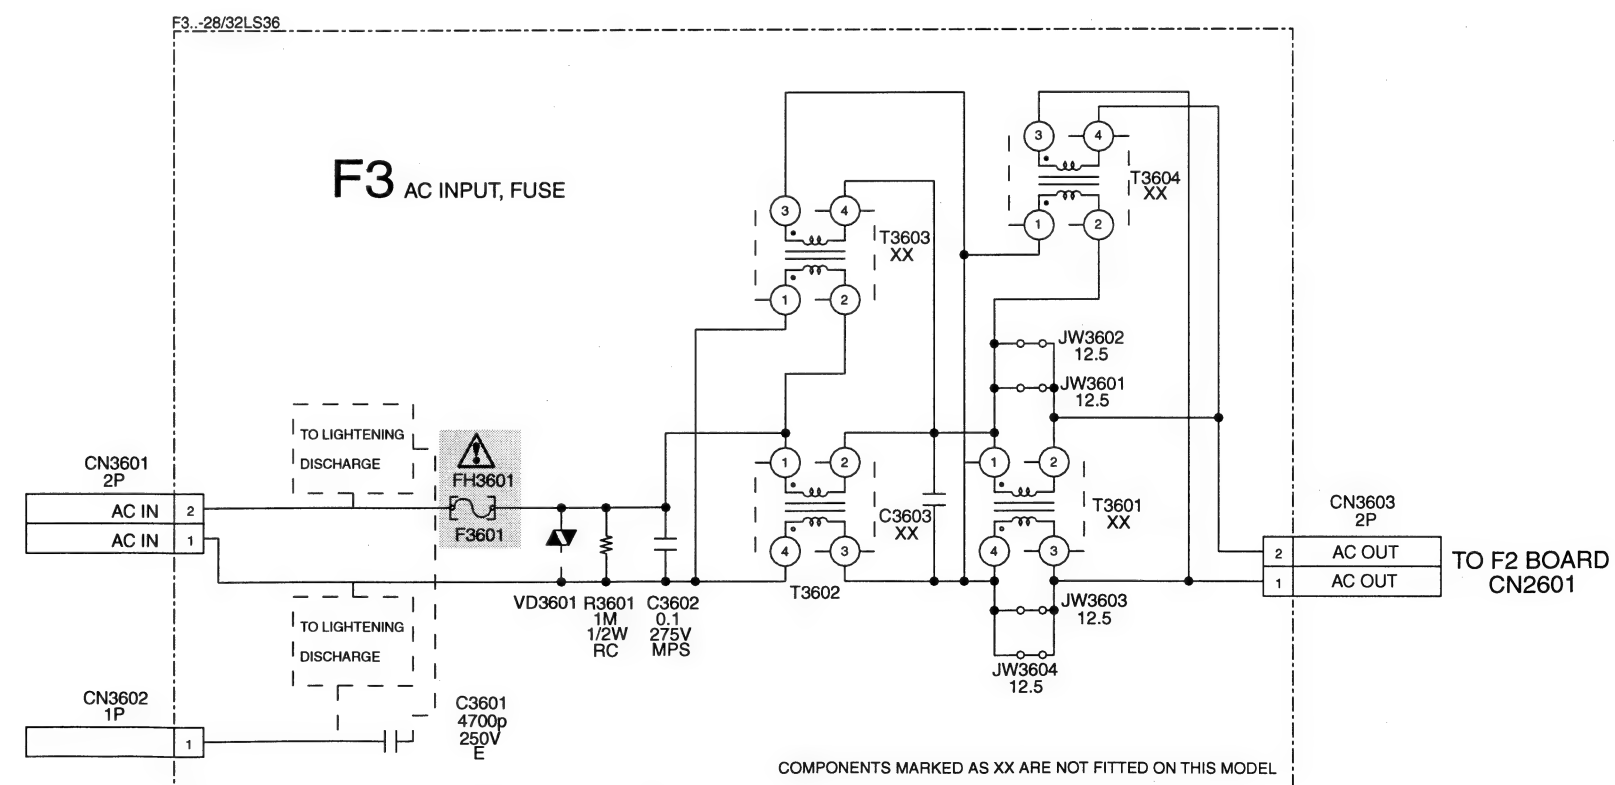 F3..-28/32LS36
F3 AC INPUT, FUSE
3
4
T3604
XX
1
2
3
4
T3603
XX
1
2
JW3602
12.5
JW3601
12.5
TO LIGHTENING
DISCHARGE
CN3601
2P
AC IN 2
AC IN 1
FH3601
F3601
1
2
C3603
XX
4
3
T3602
1
2
T3601
XX
4
3
CN3603
2P
2 AC OUT
1 AC OUT
TO F2 BOARD
CN2601
VD3601
R3601
1M
1/2W
RC
C3602
0.1
275V
MPS
JW3603
12.5
JW3604
12.5
TO LIGHTENING
DISCHARGE
CN3602
1P
1
C3601
4700p
250V
E
COMPONENTS MARKED AS XX ARE NOT FITTED ON THIS MODEL